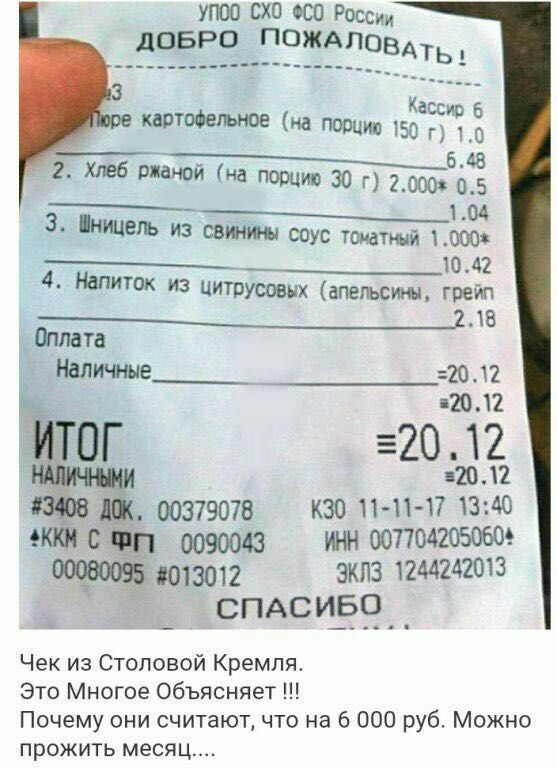 УПОО СХО ФСО России
ДОБРО ПОЖАЛОВАТЬ!
Кассир 6
Пюре картофельное (на порцию 150 г) 1.0
6.48
2. Хлеб ржаной (на порцию 30 г) 2.000* 0.5
1.04
3. Шницель из свинины соус томатный 1.000*
10.42
4. Напиток из цитрусовых (апельсины, грейп
2.18
Оплата
Наличные =20.12
≡20.12
ИТОГ ≡20.12
НАЛИЧНЫМИ ≡20.12
#3408 ДОК. 00379078 КЗО 11-11-17 13:40
ККМ С ФП 0090043 ИНН 007704205060
00080095 #013012 ЭКЛЗ 1244242013
СПАСИБО
Чек из Столовой Кремля.
Это Многое Объясняет !!!
Почему они считают, что на 6 000 руб. Можно
прожить месяц....